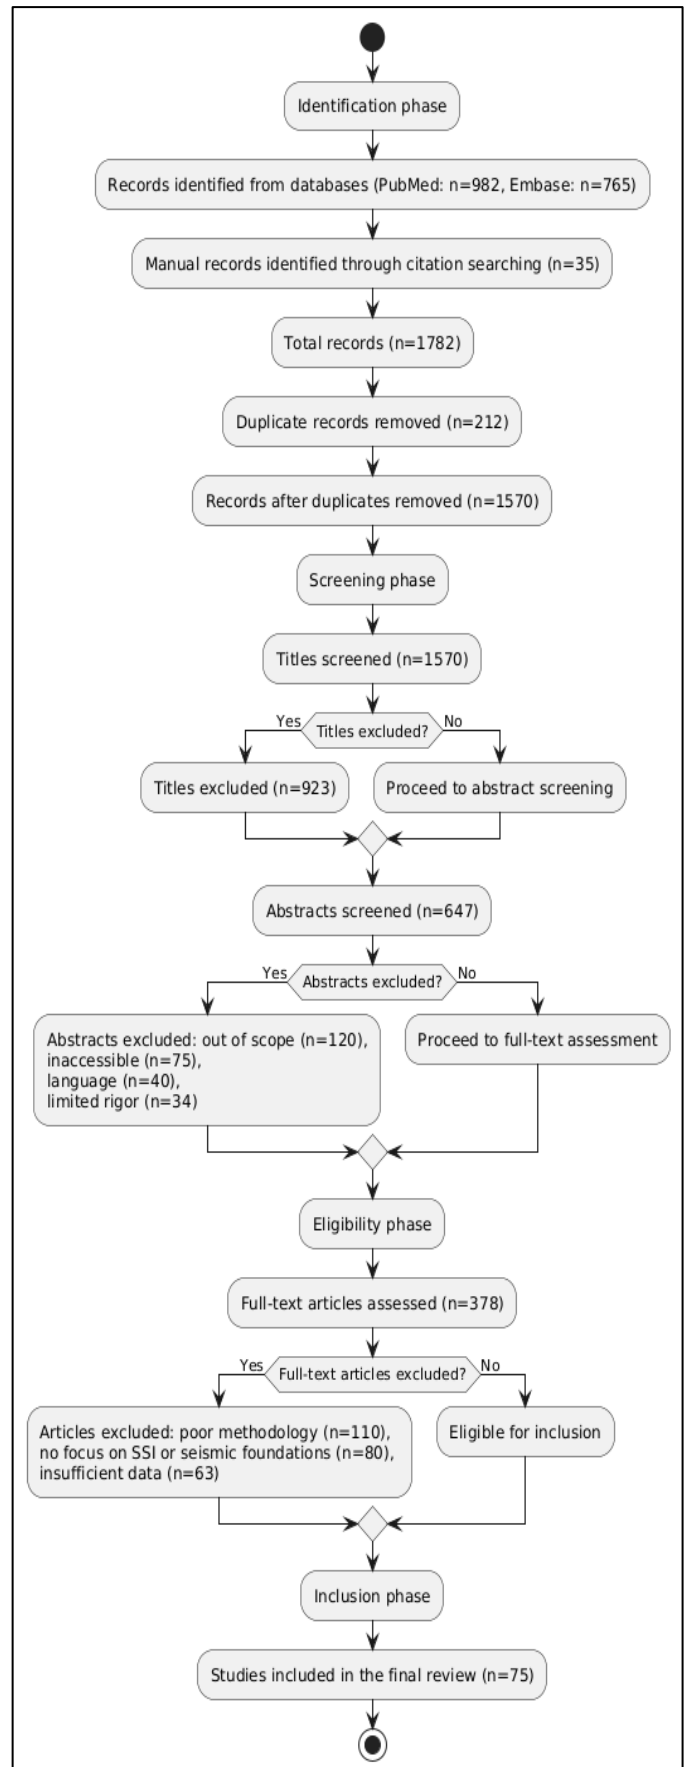 Identification phase
Records identified from databases (PubMed: n=982, Embase: n=765)
Manual records identified through citation searching (n=35)
Total records (n=1782)
Duplicate records removed (n=212)
Records after duplicates removed (n=1570)
Screening phase
Titles screened (n=1570)
Yes
Titles excluded?
No
Titles excluded (n=923)
Proceed to abstract screening
Abstracts screened (n=647)
Yes
Abstracts excluded?
No
Abstracts excluded: out of scope (n=120),
inaccessible (n=75),
language (n=40),
limited rigor (n=34)
Proceed to full-text assessment
Eligibility phase
Full-text articles assessed (n=378)
Yes
Full-text articles excluded?
No
Articles excluded: poor methodology (n=110),
no focus on SSI or seismic foundations (n=80),
insufficient data (n=63)
Eligible for inclusion
Inclusion phase
Studies included in the final review (n=75)